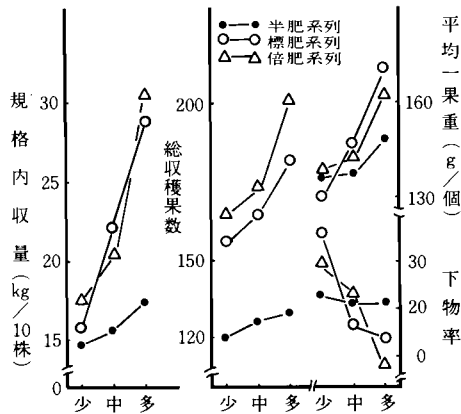 半肥系列
標肥系列
倍肥系列
規格内収量(kg/10株)
30
25
20
15
0
少 中 多
総収穫果数
200
150
120
少 中 多
平均一果重(g/個)
160
130
下物率
30
20
0
少 中 多